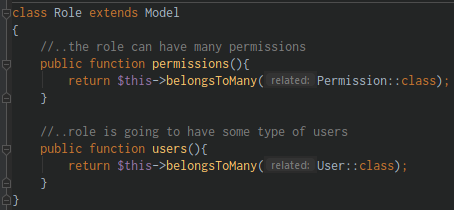 class Role extends Model
{
//..the role can have many permissions
public function permissions(){
return $this->belongsToMany( related: Permission::class);
}
//..role is going to have some type of users
public function users(){
return $this->belongsToMany( related: User::class);
}
}